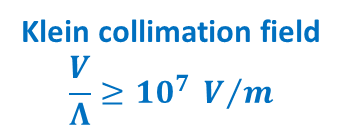 Klein collimation field
V/Λ ≥ 10⁷ V/m